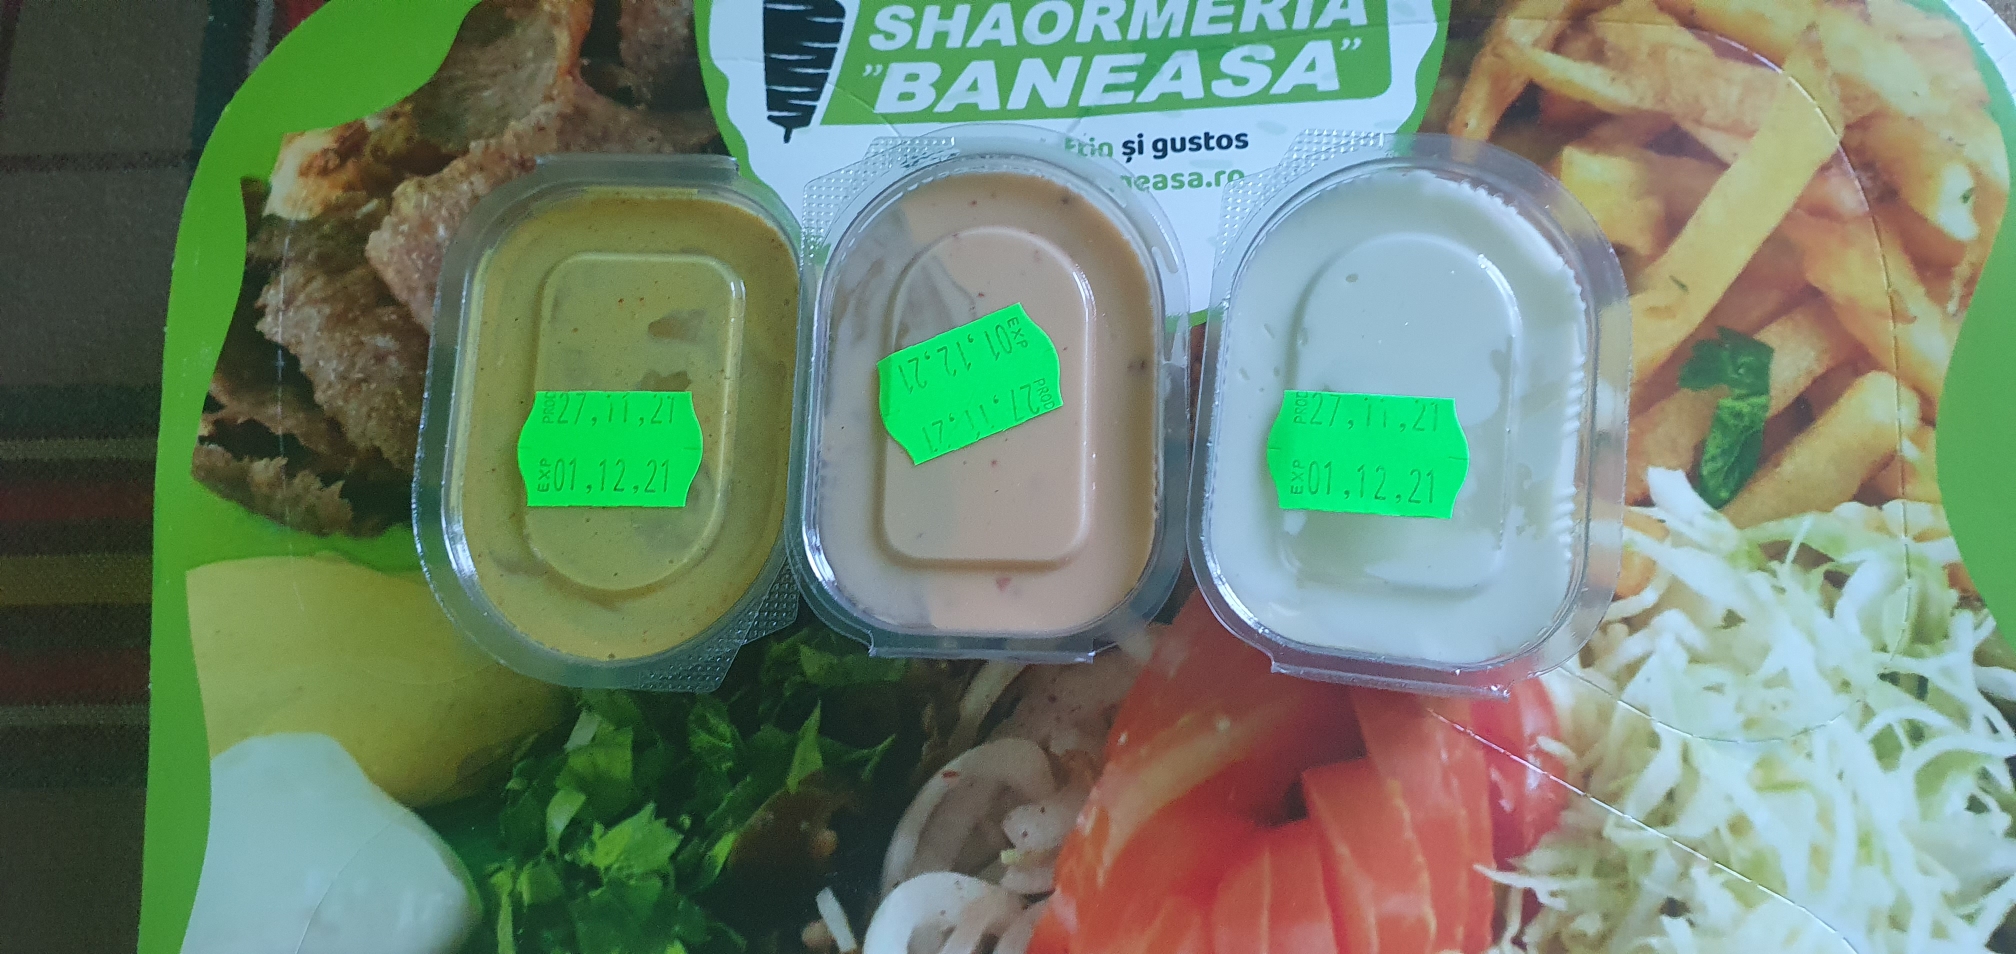 SHAORMERIA
"BANEASA"
și gustos
PROD 27,11,21
EXP 01,12,21
EXP 01,12,21
PROD 27,11,21
PROD 27,11,21
EXP 01,12,21